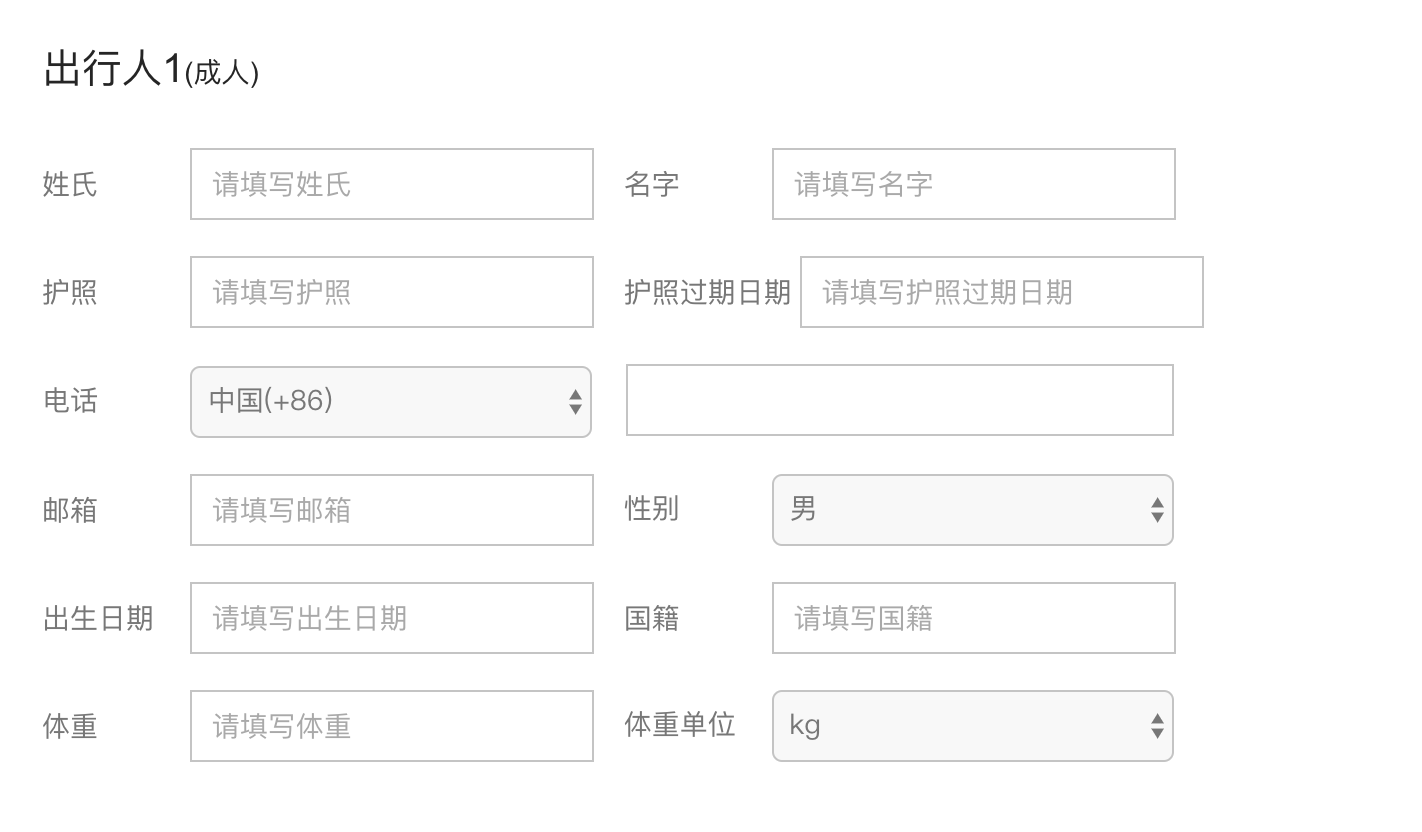 出行人1(成人)
姓氏 请填写姓氏 名字 请填写名字
护照 请填写护照 护照过期日期 请填写护照过期日期
电话 中国(+86)
邮箱 请填写邮箱 性别 男
出生日期 请填写出生日期 国籍 请填写国籍
体重 请填写体重 体重单位 kg